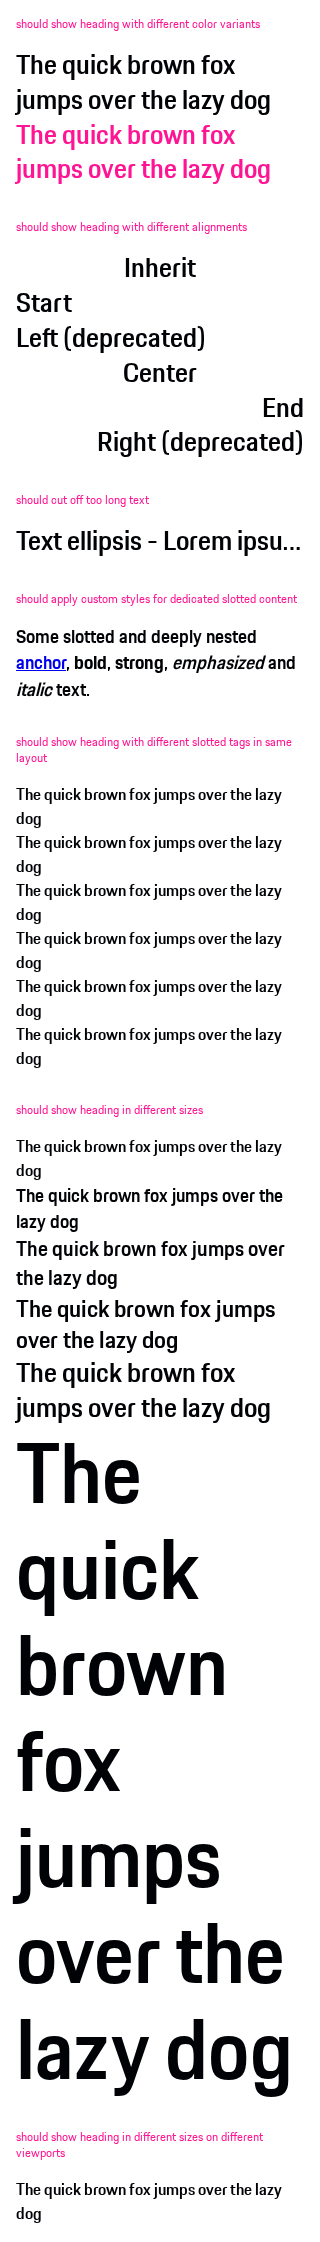 should show heading with different color variants
The quick brown fox
jumps over the lazy dog
The quick brown fox
jumps over the lazy dog
should show heading with different alignments
Inherit
Start
Left (deprecated)
Center
End
Right (deprecated)
should cut off too long text
Text ellipsis - Lorem ipsu...
should apply custom styles for dedicated slotted content
Some slotted and deeply nested
anchor, bold, strong, emphasized and
italic text.
should show heading with different slotted tags in same
layout
The quick brown fox jumps over the lazy
dog
The quick brown fox jumps over the lazy
dog
The quick brown fox jumps over the lazy
dog
The quick brown fox jumps over the lazy
dog
The quick brown fox jumps over the lazy
dog
The quick brown fox jumps over the lazy
dog
should show heading in different sizes
The quick brown fox jumps over the lazy
dog
The quick brown fox jumps over the
lazy dog
The quick brown fox jumps over
the lazy dog
The quick brown fox jumps
over the lazy dog
The quick brown fox
jumps over the lazy dog
The
quick
brown
fox
jumps
over the
lazy dog
should show heading in different sizes on different
viewports
The quick brown fox jumps over the lazy
dog